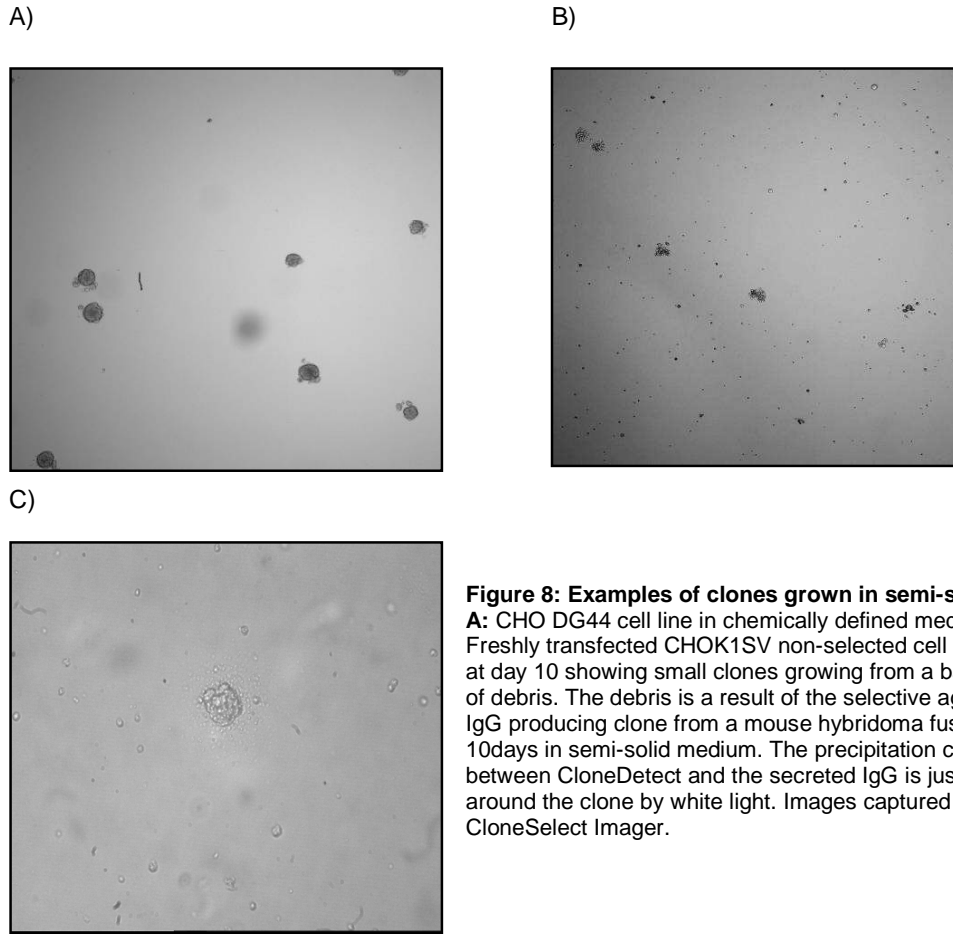 A)
B)
C)
Figure 8: Examples of clones grown in semi-s
A: CHO DG44 cell line in chemically defined med
Freshly transfected CHOK1SV non-selected cell
at day 10 showing small clones growing from a b
of debris. The debris is a result of the selective ag
IgG producing clone from a mouse hybridoma fus
10days in semi-solid medium. The precipitation c
between CloneDetect and the secreted IgG is jus
around the clone by white light. Images captured
CloneSelect Imager.